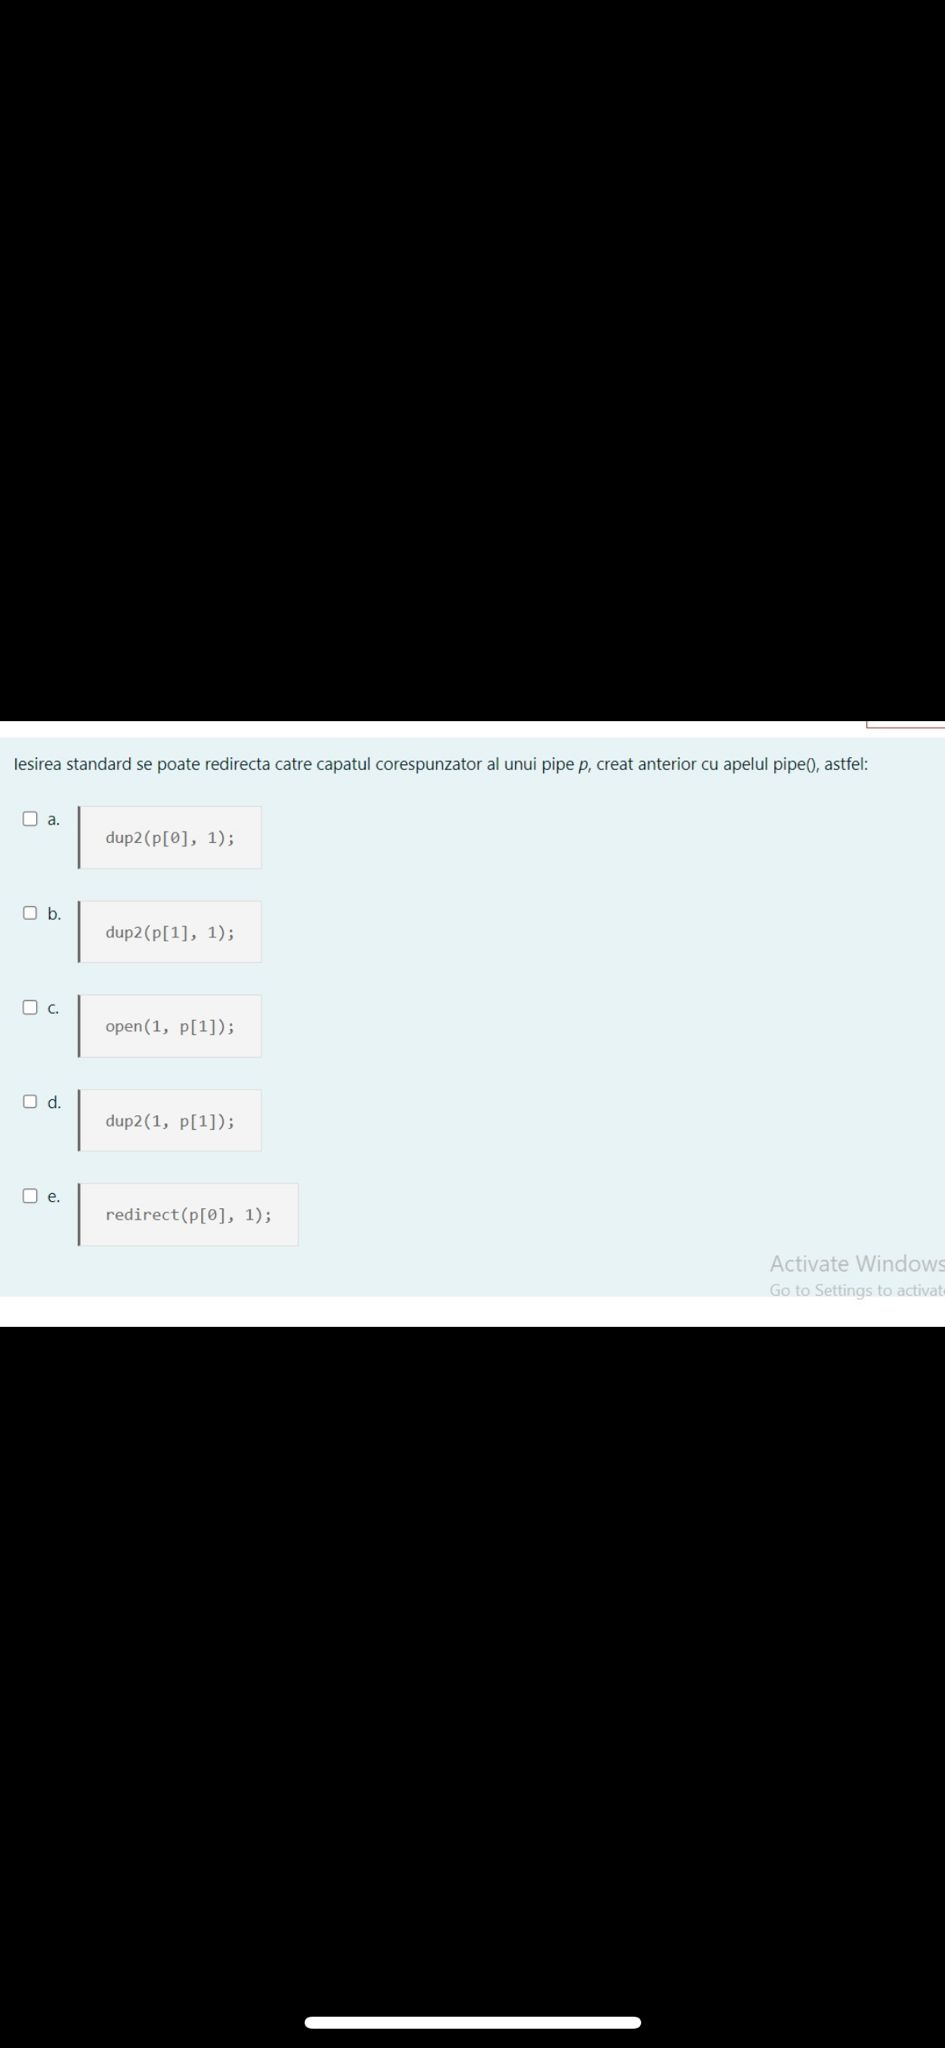 Iesirea standard se poate redirecta catre capatul corespunzator al unui pipe p, creat anterior cu apelul pipe(), astfel:
a.
dup2(p[0], 1);
b.
dup2(p[1], 1);
c.
open(1, p[1]);
d.
dup2(1, p[1]);
e.
redirect(p[0], 1);
Activate Windows
Go to Settings to activate